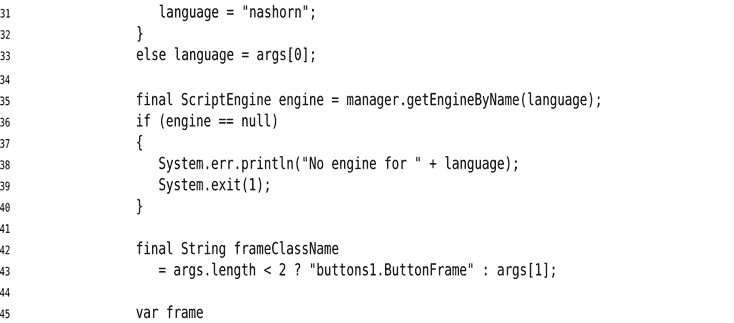 31 language = "nashorn";
32 }
33 else language = args[0];
34
35 final ScriptEngine engine = manager.getEngineByName(language);
36 if (engine == null)
37 {
38 System.err.println("No engine for " + language);
39 System.exit(1);
40 }
41
42 final String frameClassName
43 = args.length < 2 ? "buttons1.ButtonFrame" : args[1];
44
45 var frame